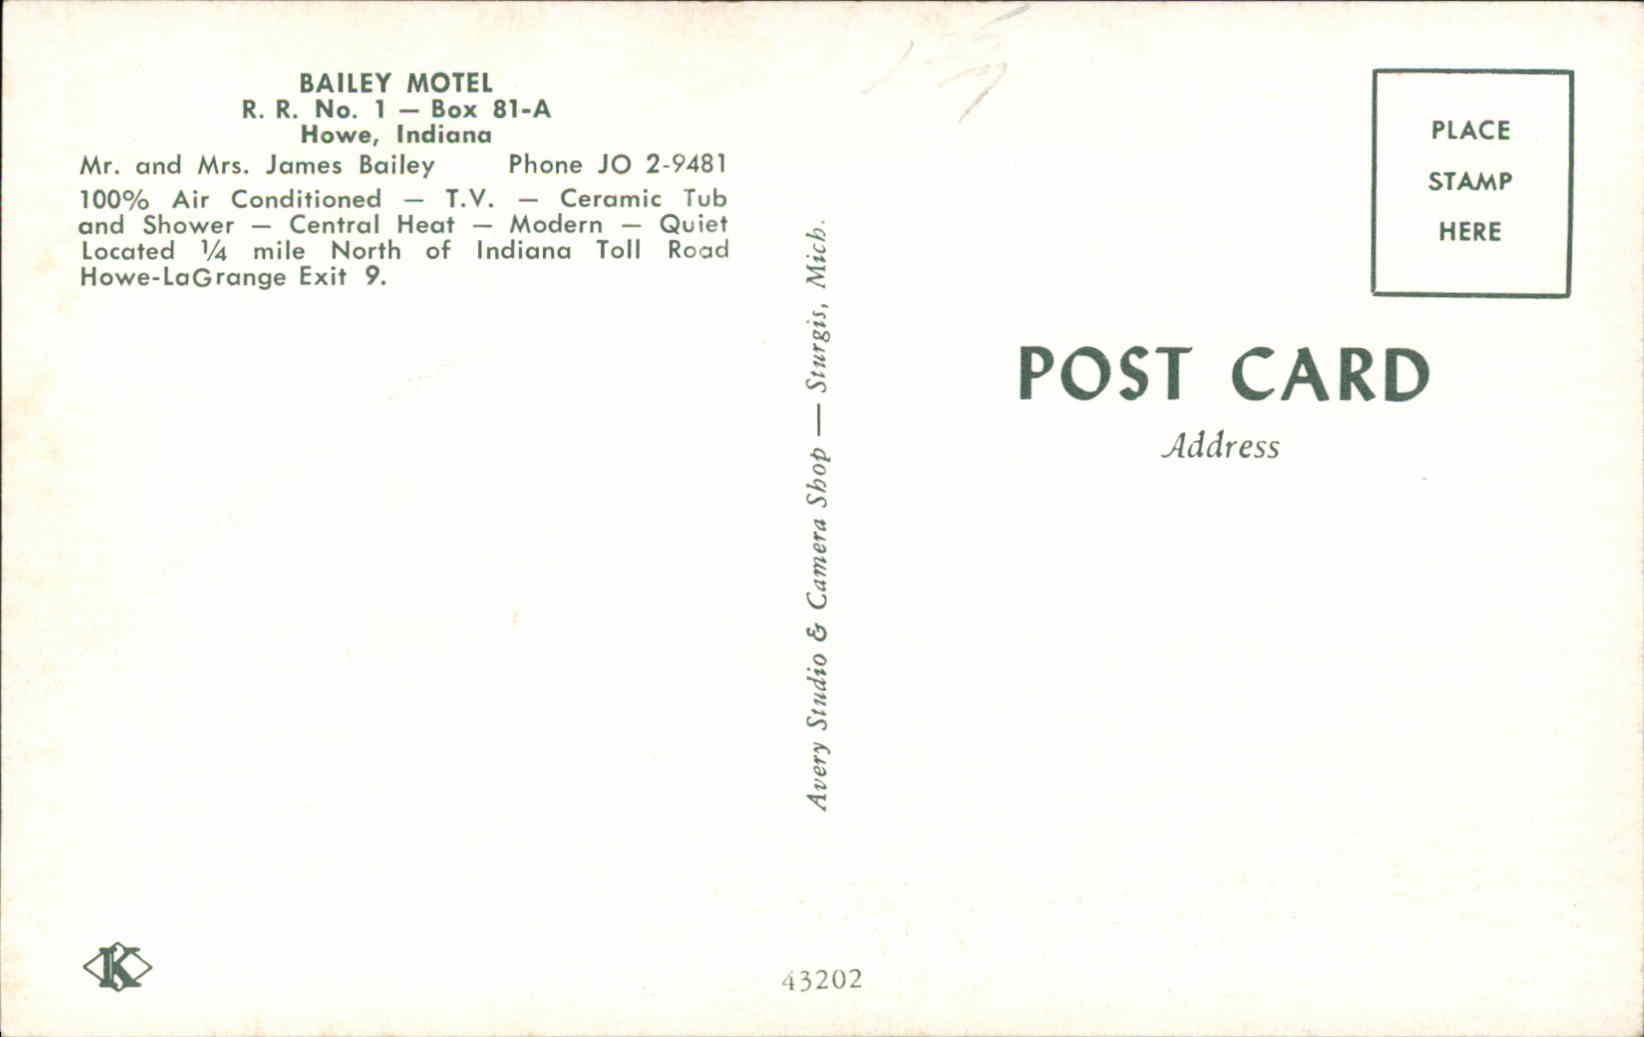 BAILEY MOTEL
R. R. No. 1 — Box 81-A
Howe, Indiana
Mr. and Mrs. James Bailey Phone JO 2-9481
100% Air Conditioned — T.V. — Ceramic Tub
and Shower — Central Heat — Modern — Quiet
Located ¼ mile North of Indiana Toll Road
Howe-LaGrange Exit 9.
Avery Studio & Camera Shop — Sturgis, Mich.
PLACE
STAMP
HERE
POST CARD
Address
K
43202